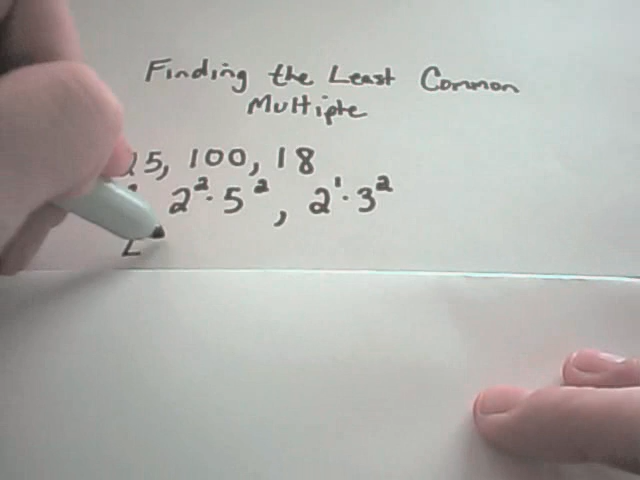 Finding the Least Common
Multiple
25, 100, 18
2² · 5², 2¹ · 3²